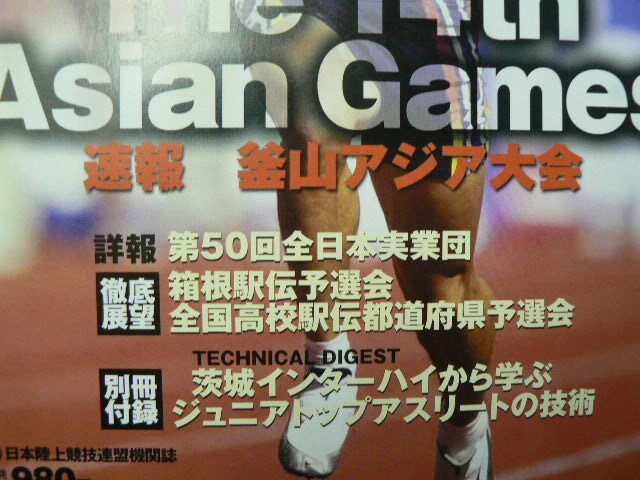 The 14th
Asian Games
速報 釜山アジア大会
詳報 第50回全日本実業団
徹底展望 箱根駅伝予選会
全国高校駅伝都道府県予選会
TECHNICAL DIGEST
別冊付録 茨城インターハイから学ぶ
ジュニアトップアスリートの技術
日本陸上競技連盟機関誌
980